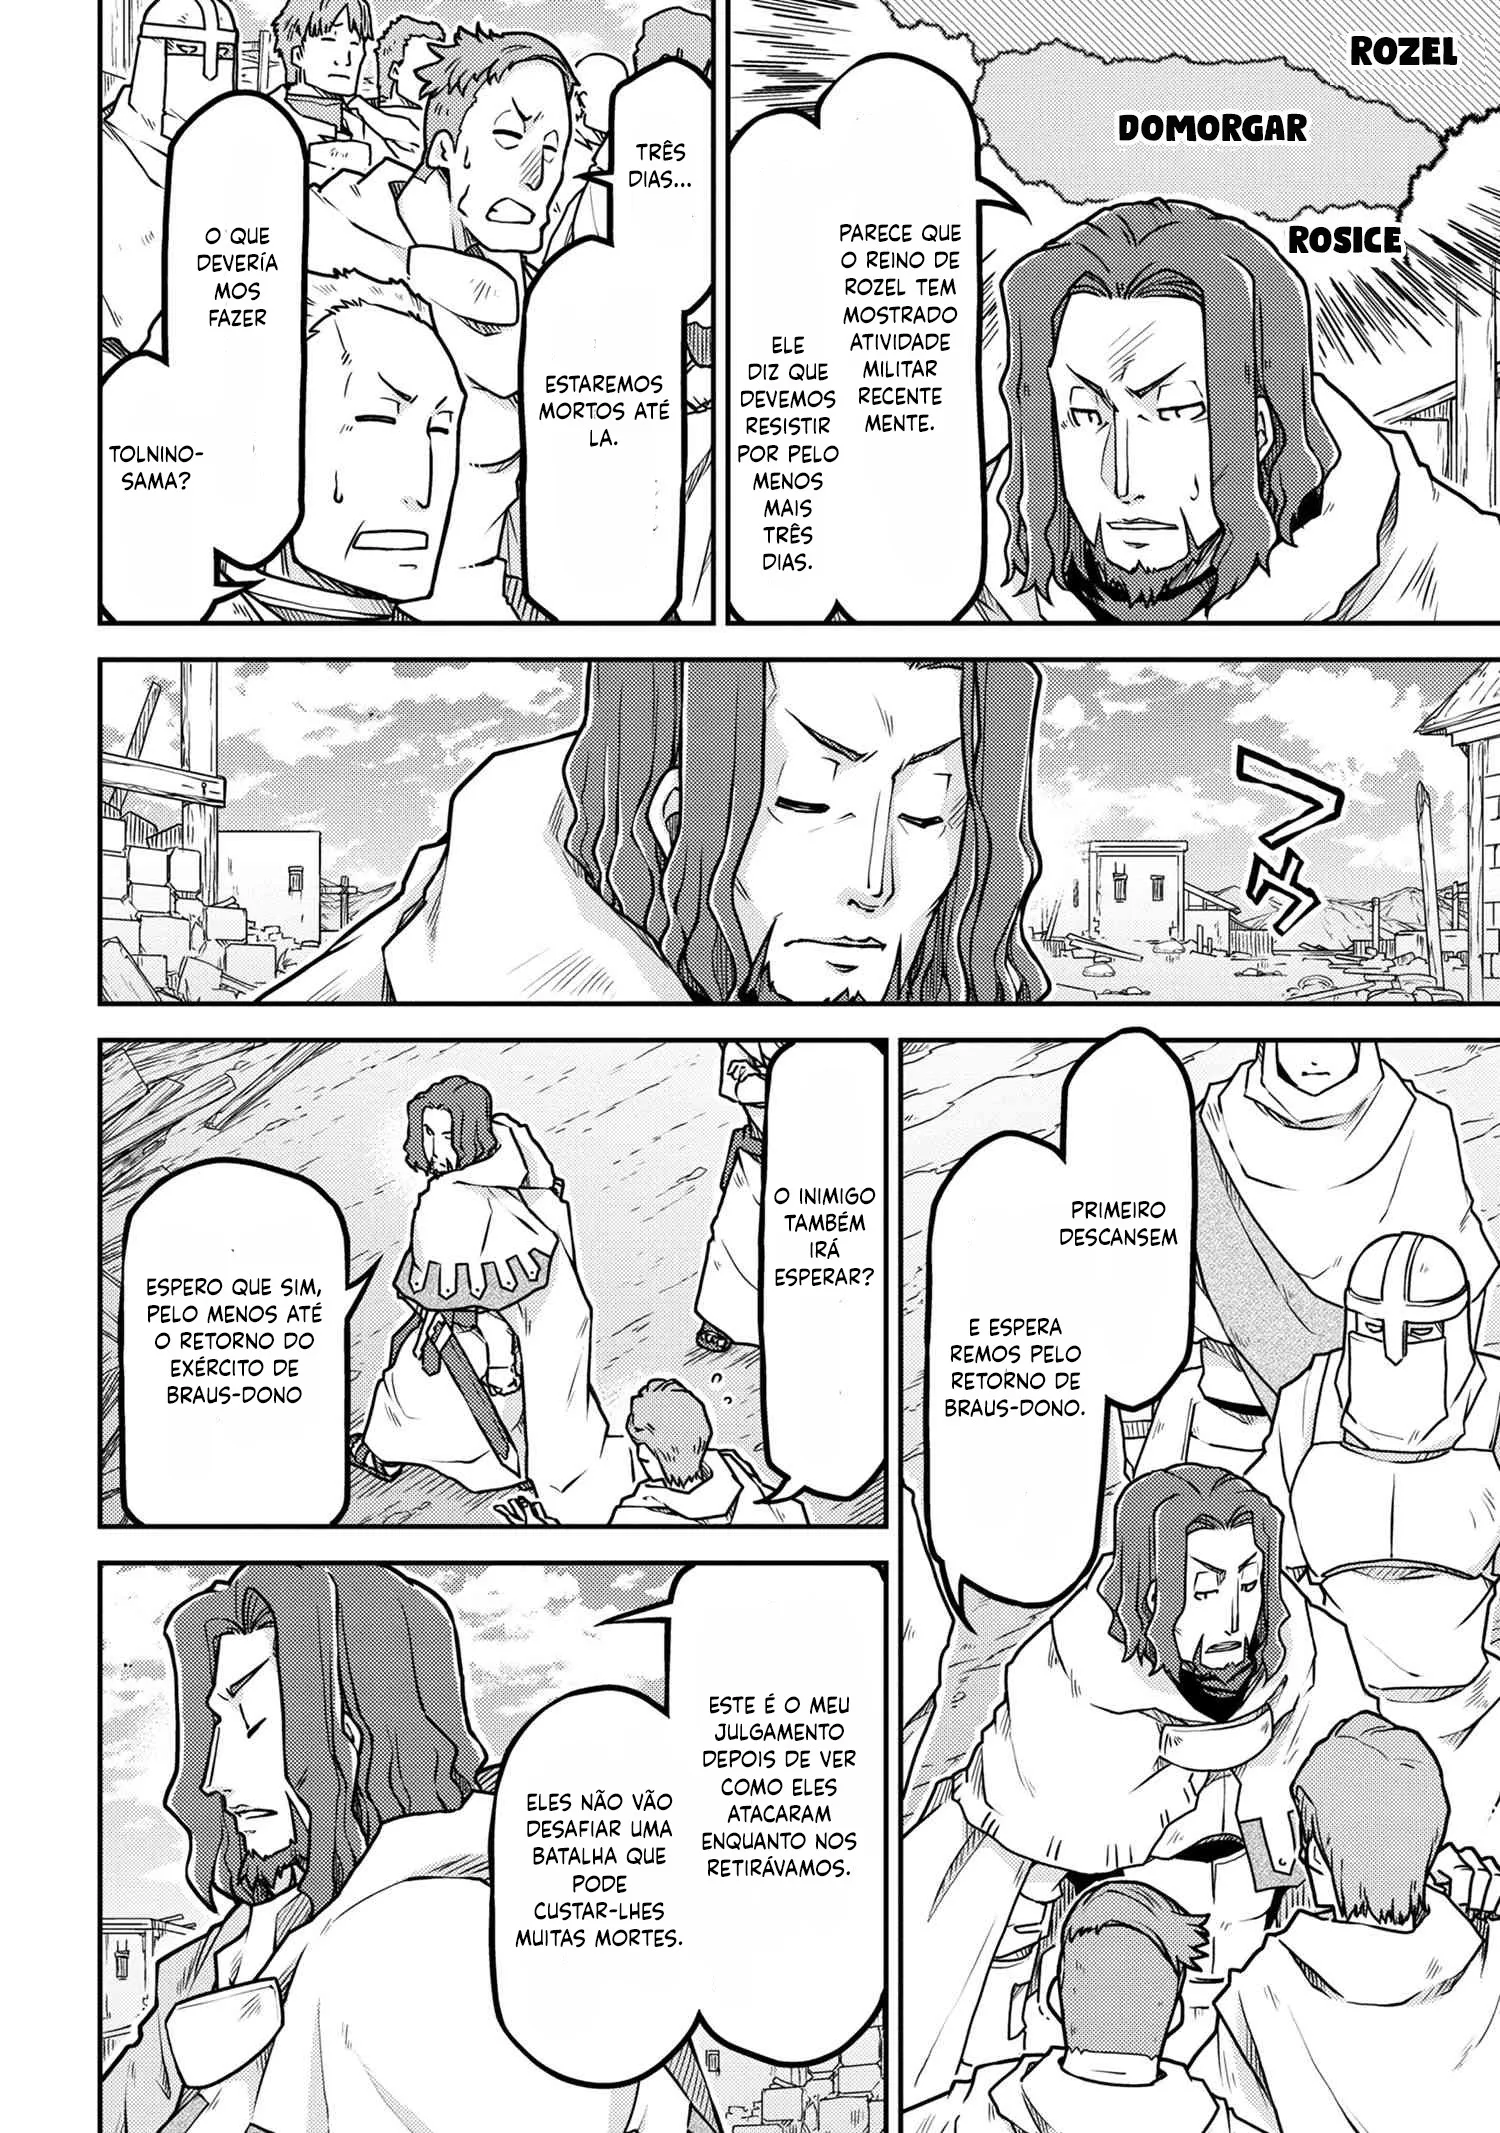 ROZEL
DOMORGAR
ROSICE
PARECE QUE
O REINO DE
ROZEL TEM
MOSTRADO
ATIVIDADE
MILITAR
RECENTE
MENTE.
ELE
DIZ QUE
DEVEMOS
RESISTIR
POR PELO
MENOS
MAIS
TRÊS
DIAS.
TRÊS
DIAS...
ESTAREMOS
MORTOS ATÉ
LA.
O QUE
DEVERÍA
MOS
FAZER
TOLNINO-
SAMA?
フゥ
PRIMEIRO
DESCANSEM
E ESPERA
REMOS PELO
RETORNO DE
BRAUS-DONO.
O INIMIGO
TAMBÉM
IRÁ
ESPERAR?
ESPERO QUE SIM,
PELO MENOS ATÉ
O RETORNO DO
EXÉRCITO DE
BRAUS-DONO
ESTE É O MEU
JULGAMENTO
DEPOIS DE VER
COMO ELES
ATACARAM
ENQUANTO NOS
RETIRÁVAMOS.
ELES NÃO VÃO
DESAFIAR UMA
BATALHA QUE
PODE
CUSTAR-LHES
MUITAS MORTES.